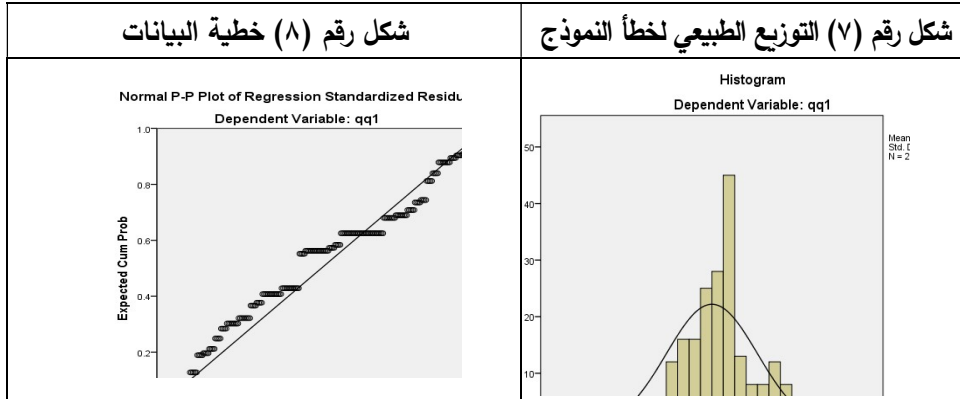 شكل رقم (٧) التوزيع الطبيعي لخطأ النموذج
شكل رقم (٨) خطية البيانات
Histogram
Dependent Variable: qq1
Mean
Std. D
N = 2
50
40
30
20
10
Normal P-P Plot of Regression Standardized Residu
Dependent Variable: qq1
Expected Cum Prob
1.0
0.8
0.6
0.4
0.2